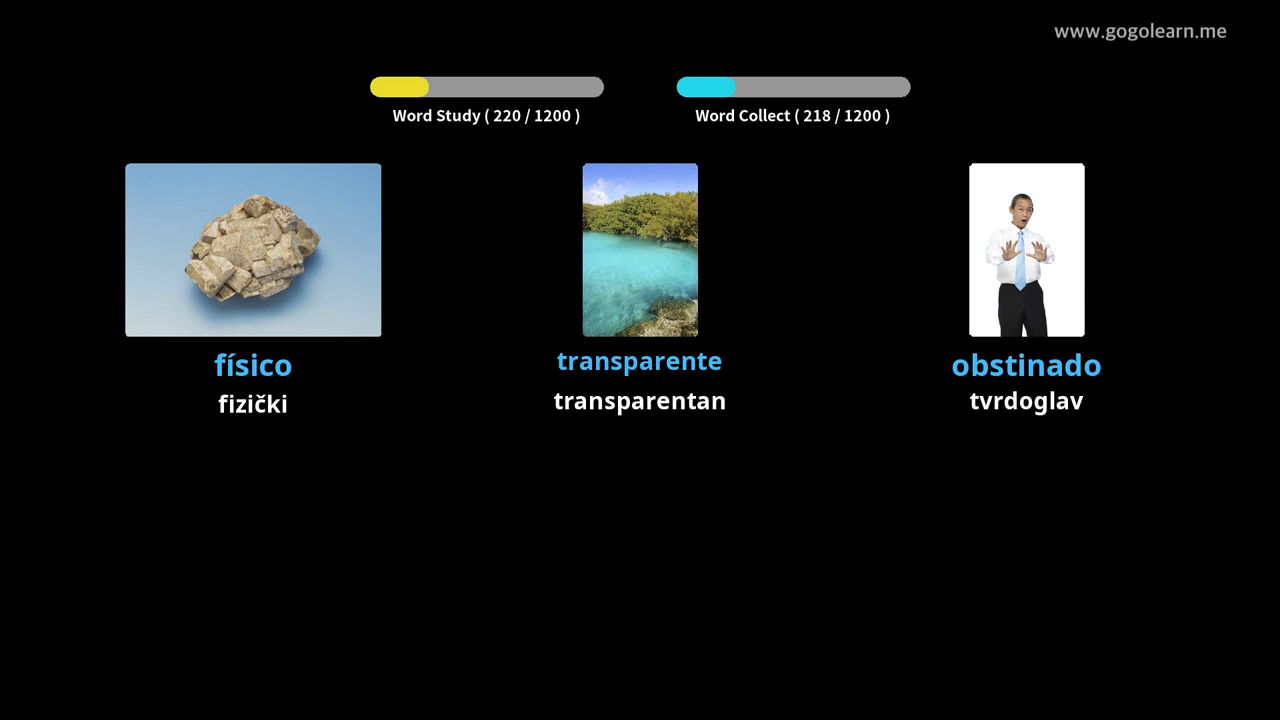 www.gogolearn.me
Word Study ( 220 / 1200 )
Word Collect ( 218 / 1200 )
físico
transparente
obstinado
fizički
transparentan
tvrdoglav